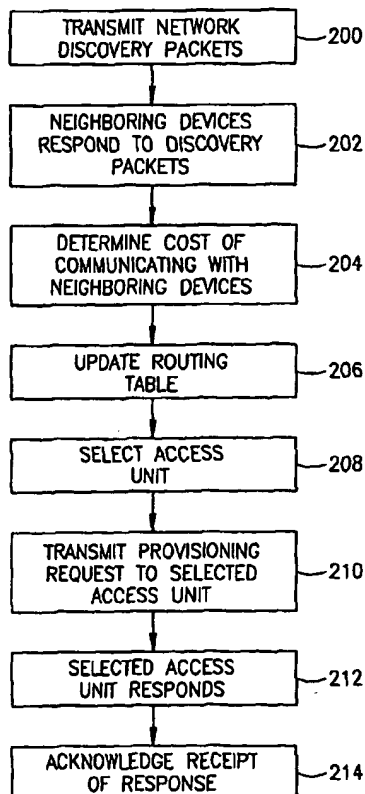 TRANSMIT NETWORK
DISCOVERY PACKETS
200
NEIGHBORING DEVICES
RESPOND TO DISCOVERY
PACKETS
202
DETERMINE COST OF
COMMUNICATING WITH
NEIGHBORING DEVICES
204
UPDATE ROUTING
TABLE
206
SELECT ACCESS
UNIT
208
TRANSMIT PROVISIONING
REQUEST TO SELECTED
ACCESS UNIT
210
SELECTED ACCESS
UNIT RESPONDS
212
ACKNOWLEDGE RECEIPT
OF RESPONSE
214